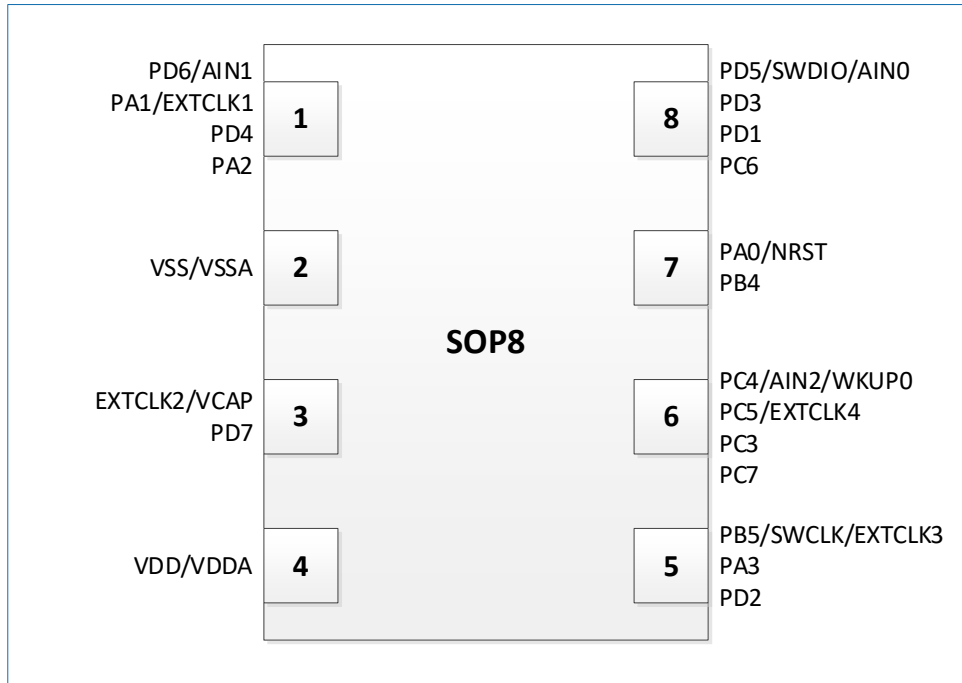 PD6/AIN1
PA1/EXTCLK1
PD4
PA2
1
VSS/VSSA
2
EXTCLK2/VCAP
PD7
3
VDD/VDDA
4
SOP8
8
PD5/SWDIO/AIN0
PD3
PD1
PC6
7
PA0/NRST
PB4
6
PC4/AIN2/WKUP0
PC5/EXTCLK4
PC3
PC7
5
PB5/SWCLK/EXTCLK3
PA3
PD2